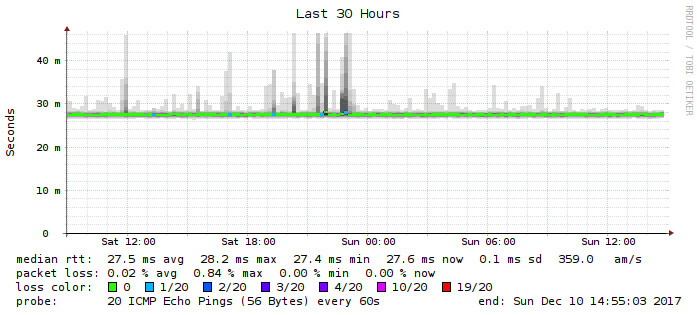 Last 30 Hours
RRDTOOL / TOBI OETIKER
Seconds
40 m
30 m
20 m
10 m
0
Sat 12:00 Sat 18:00 Sun 00:00 Sun 06:00 Sun 12:00
median rtt: 27.5 ms avg 28.2 ms max 27.4 ms min 27.6 ms now 0.1 ms sd 359.0 am/s
packet loss: 0.02 % avg 0.84 % max 0.00 % min 0.00 % now
loss color: 0 1/20 2/20 3/20 4/20 10/20 19/20
probe: 20 ICMP Echo Pings (56 Bytes) every 60s end: Sun Dec 10 14:55:03 2017